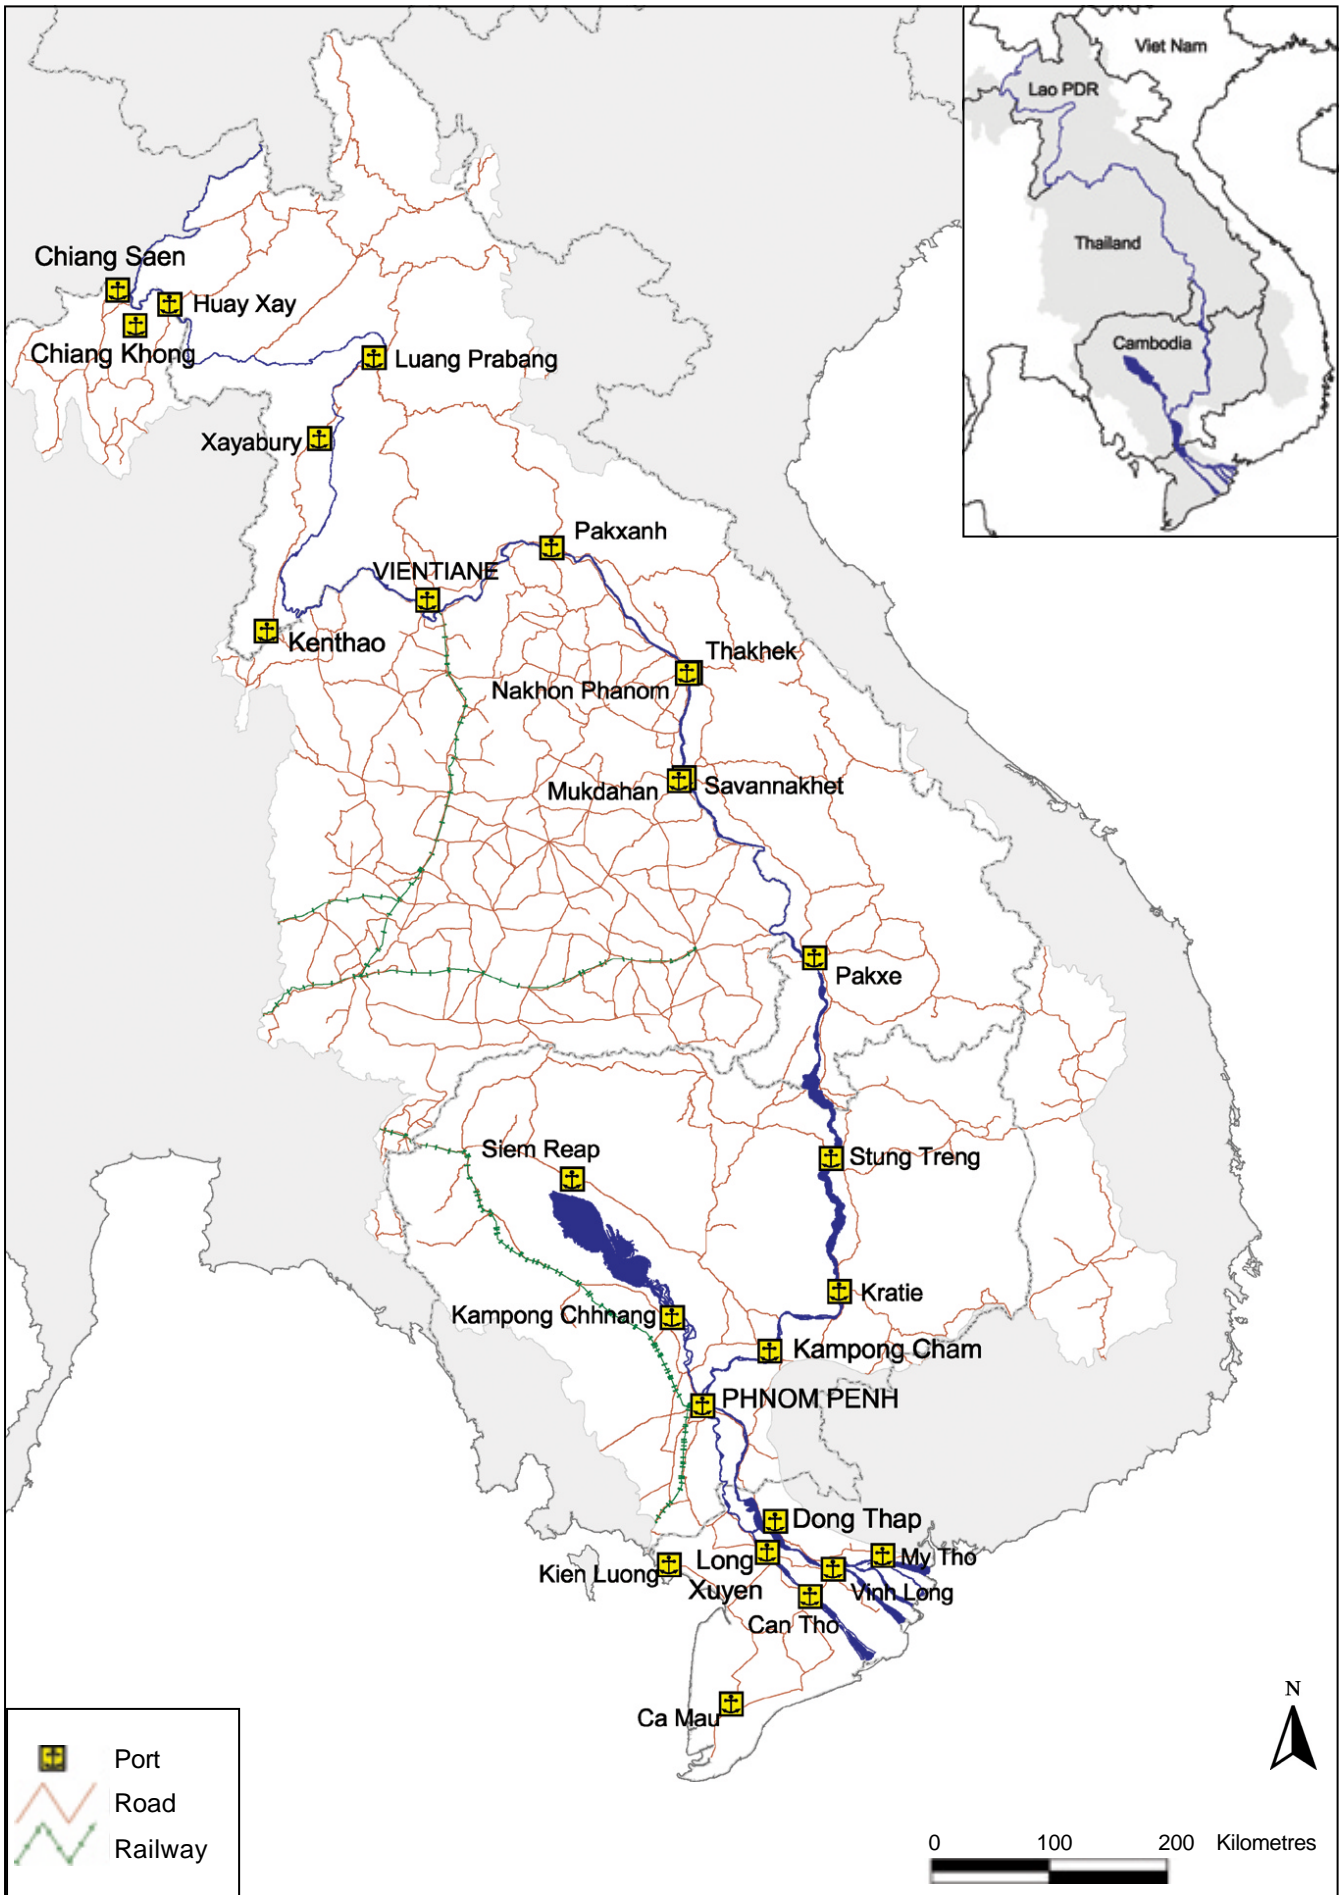 Viet Nam
Lao PDR
Thailand
Cambodia
Chiang Saen
Huay Xay
Chiang Khong
Luang Prabang
Xayabury
Pakxanh
VIENTIANE
Kenthao
Thakhek
Nakhon Phanom
Mukdahan
Savannakhet
Pakxe
Siem Reap
Stung Treng
Kratie
Kampong Chhnang
Kampong Cham
PHNOM PENH
Dong Thap
My Tho
Long
Xuyen
Kien Luong
Vinh Long
Can Tho
Ca Mau
N
Port
Road
Railway
0 100 200 Kilometres